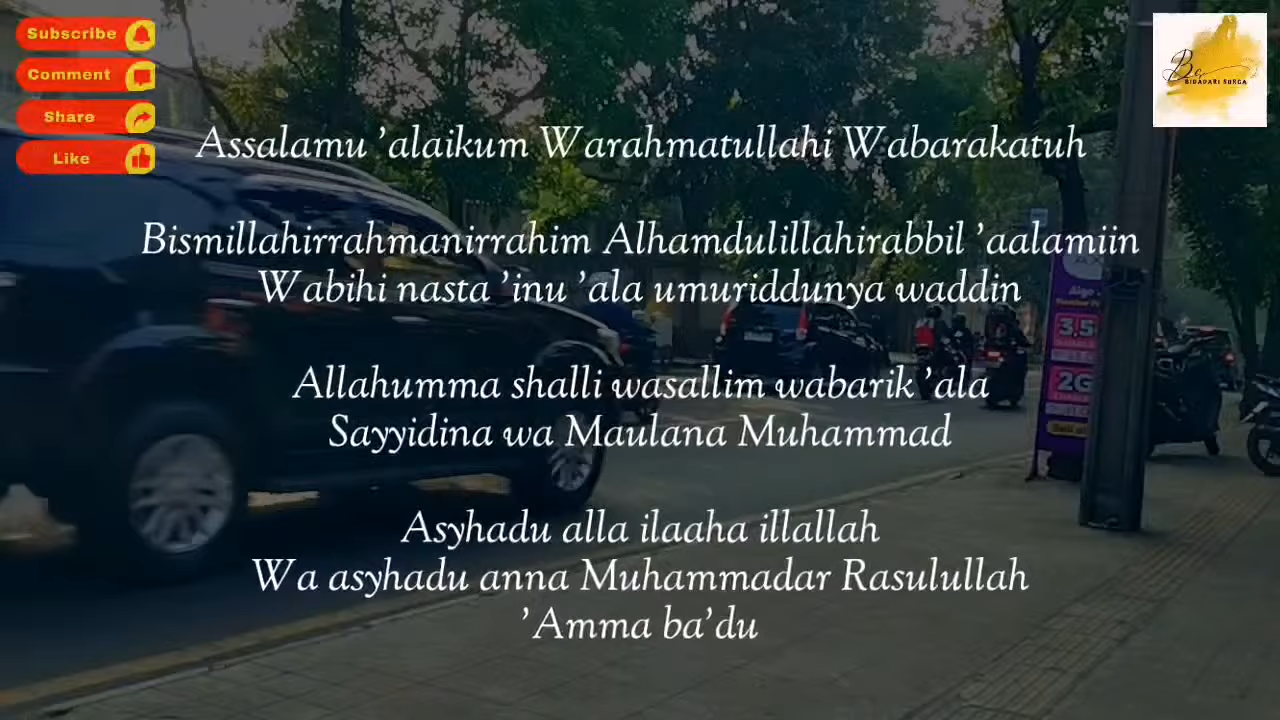 Subscribe
Comment
Share
Like
BIDADARI SURGA
Assalamu 'alaikum Warahmatullahi Wabarakatuh
Bismillahirrahmanirrahim Alhamdulillahirabbil 'aalamiin
Wabihi nasta 'inu 'ala umuriddunya waddin
Allahumma shalli wasallim wabarik 'ala
Sayyidina wa Maulana Muhammad
Asyhadu alla ilaaha illallah
Wa asyhadu anna Muhammadar Rasulullah
'Amma ba'du
3,5
2G